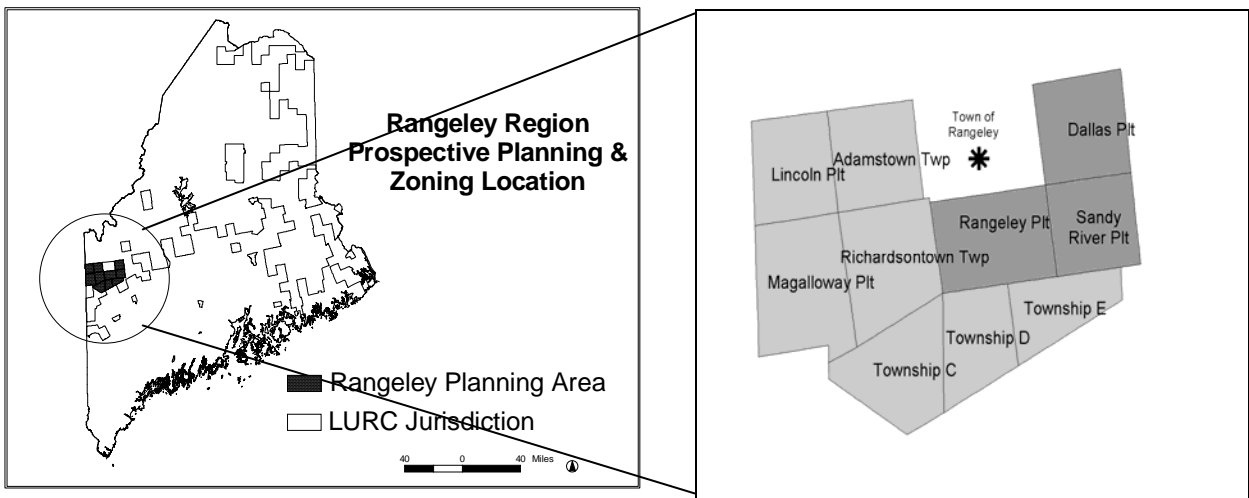 Rangeley Region
Prospective Planning &
Zoning Location
Rangeley Planning Area
LURC Jurisdiction
40 0 40 Miles
Town of
Rangeley
Dallas Plt
Lincoln Plt
Adamstown Twp
Rangeley Plt
Sandy
River Plt
Richardsontown Twp
Magalloway Plt
Township E
Township D
Township C